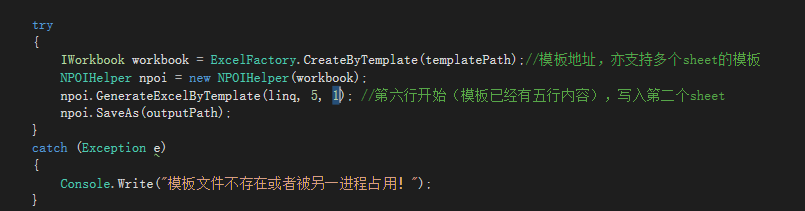 try
{
IWorkbook workbook = ExcelFactory.CreateByTemplate(templatePath);//模板地址，亦支持多个sheet的模板
NPOIHelper npoi = new NPOIHelper(workbook);
npoi.GenerateExcelByTemplate(linq, 5, 1); //第六行开始（模板已经有五行内容），写入第二个sheet
npoi.SaveAs(outputPath);
}
catch (Exception e)
{
Console.Write("模板文件不存在或者被另一进程占用！");
}